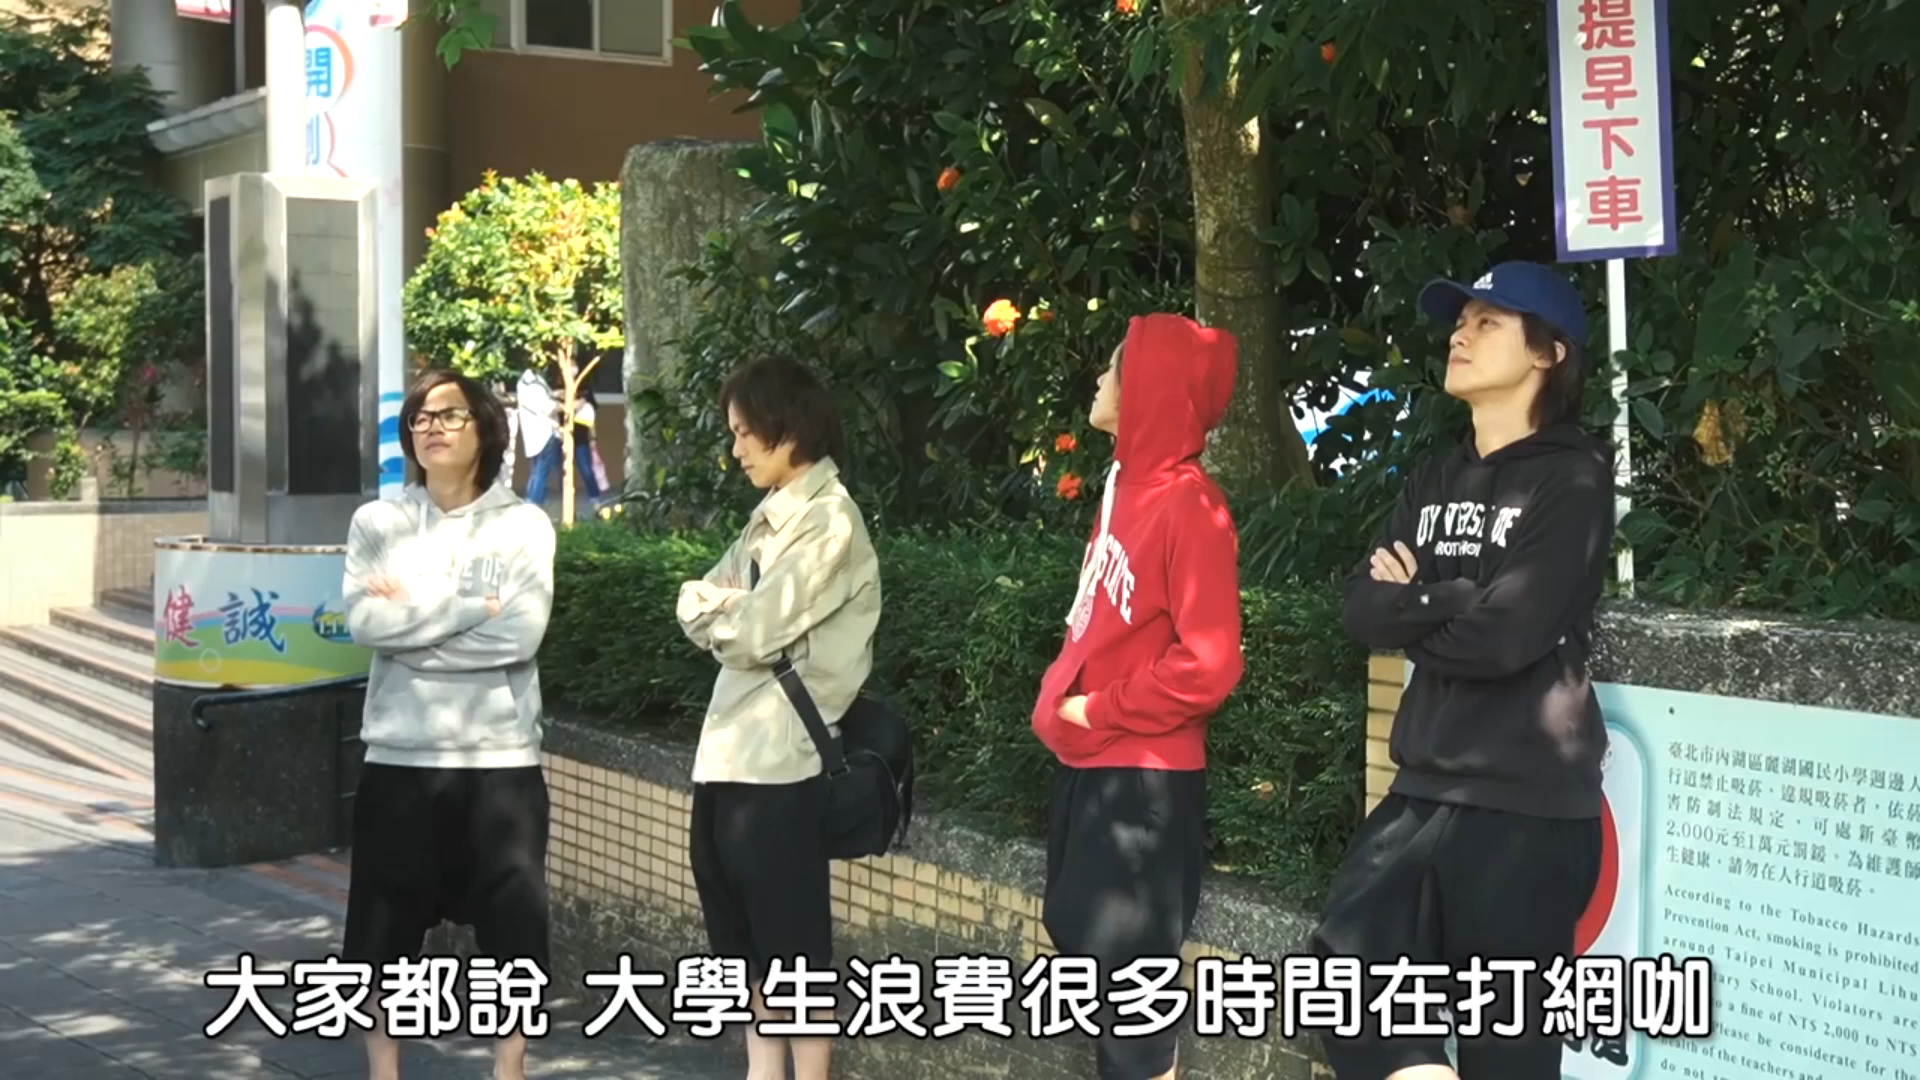 開
提早下車
健 誠
大家都說 大學生浪費很多時間在打網咖
臺北市內湖區麗湖國民小學週邊人
行道禁止吸菸,違規吸菸者,依菸
害防制法規定,可處新臺幣
2,000元至1萬元罰鍰。為維護師
生健康,請勿在人行道吸菸。
According to the Tobacco Hazards
Prevention Act, smoking is prohibited
around Taipei Municipal Lihu
ary School. Violators are
o a fine of NT$ 2,000 to NT$
Please be considerate for the
health of the teachers and
do not